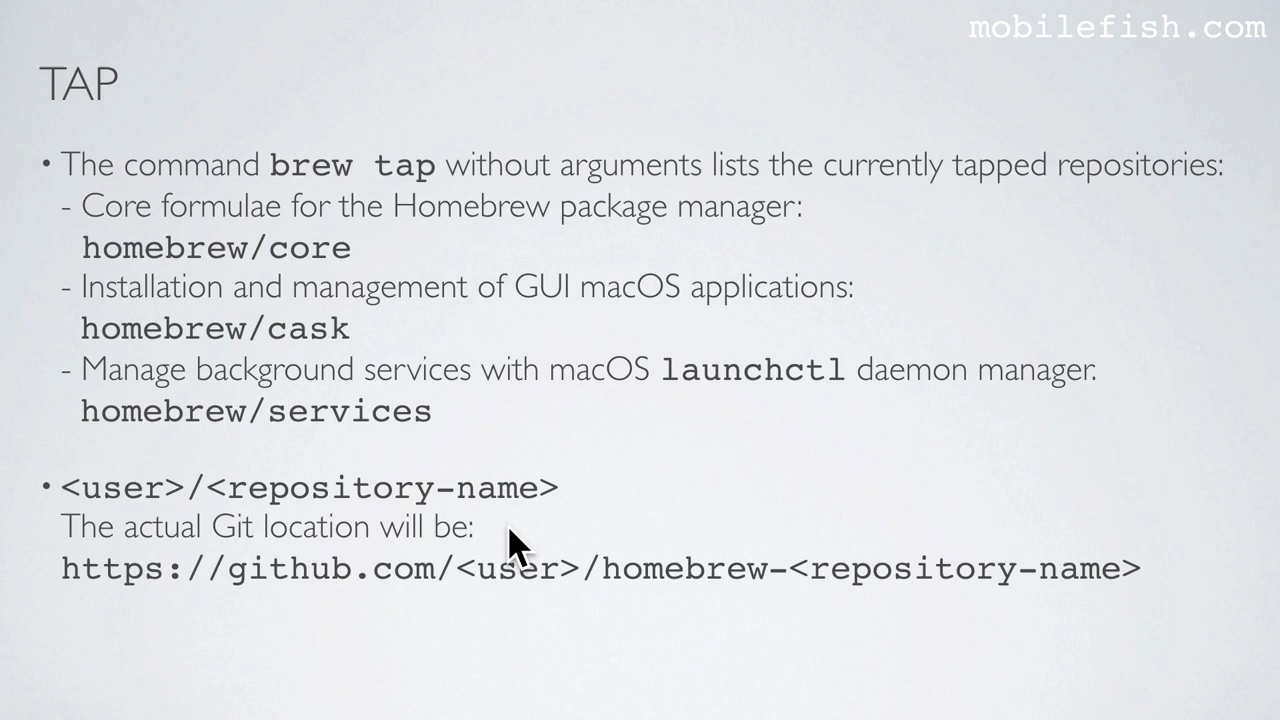 mobilefish.com
TAP
• The command brew tap without arguments lists the currently tapped repositories:
- Core formulae for the Homebrew package manager:
homebrew/core
- Installation and management of GUI macOS applications:
homebrew/cask
- Manage background services with macOS launchctl daemon manager.
homebrew/services
• <user>/<repository-name>
The actual Git location will be:
https://github.com/<user>/homebrew-<repository-name>